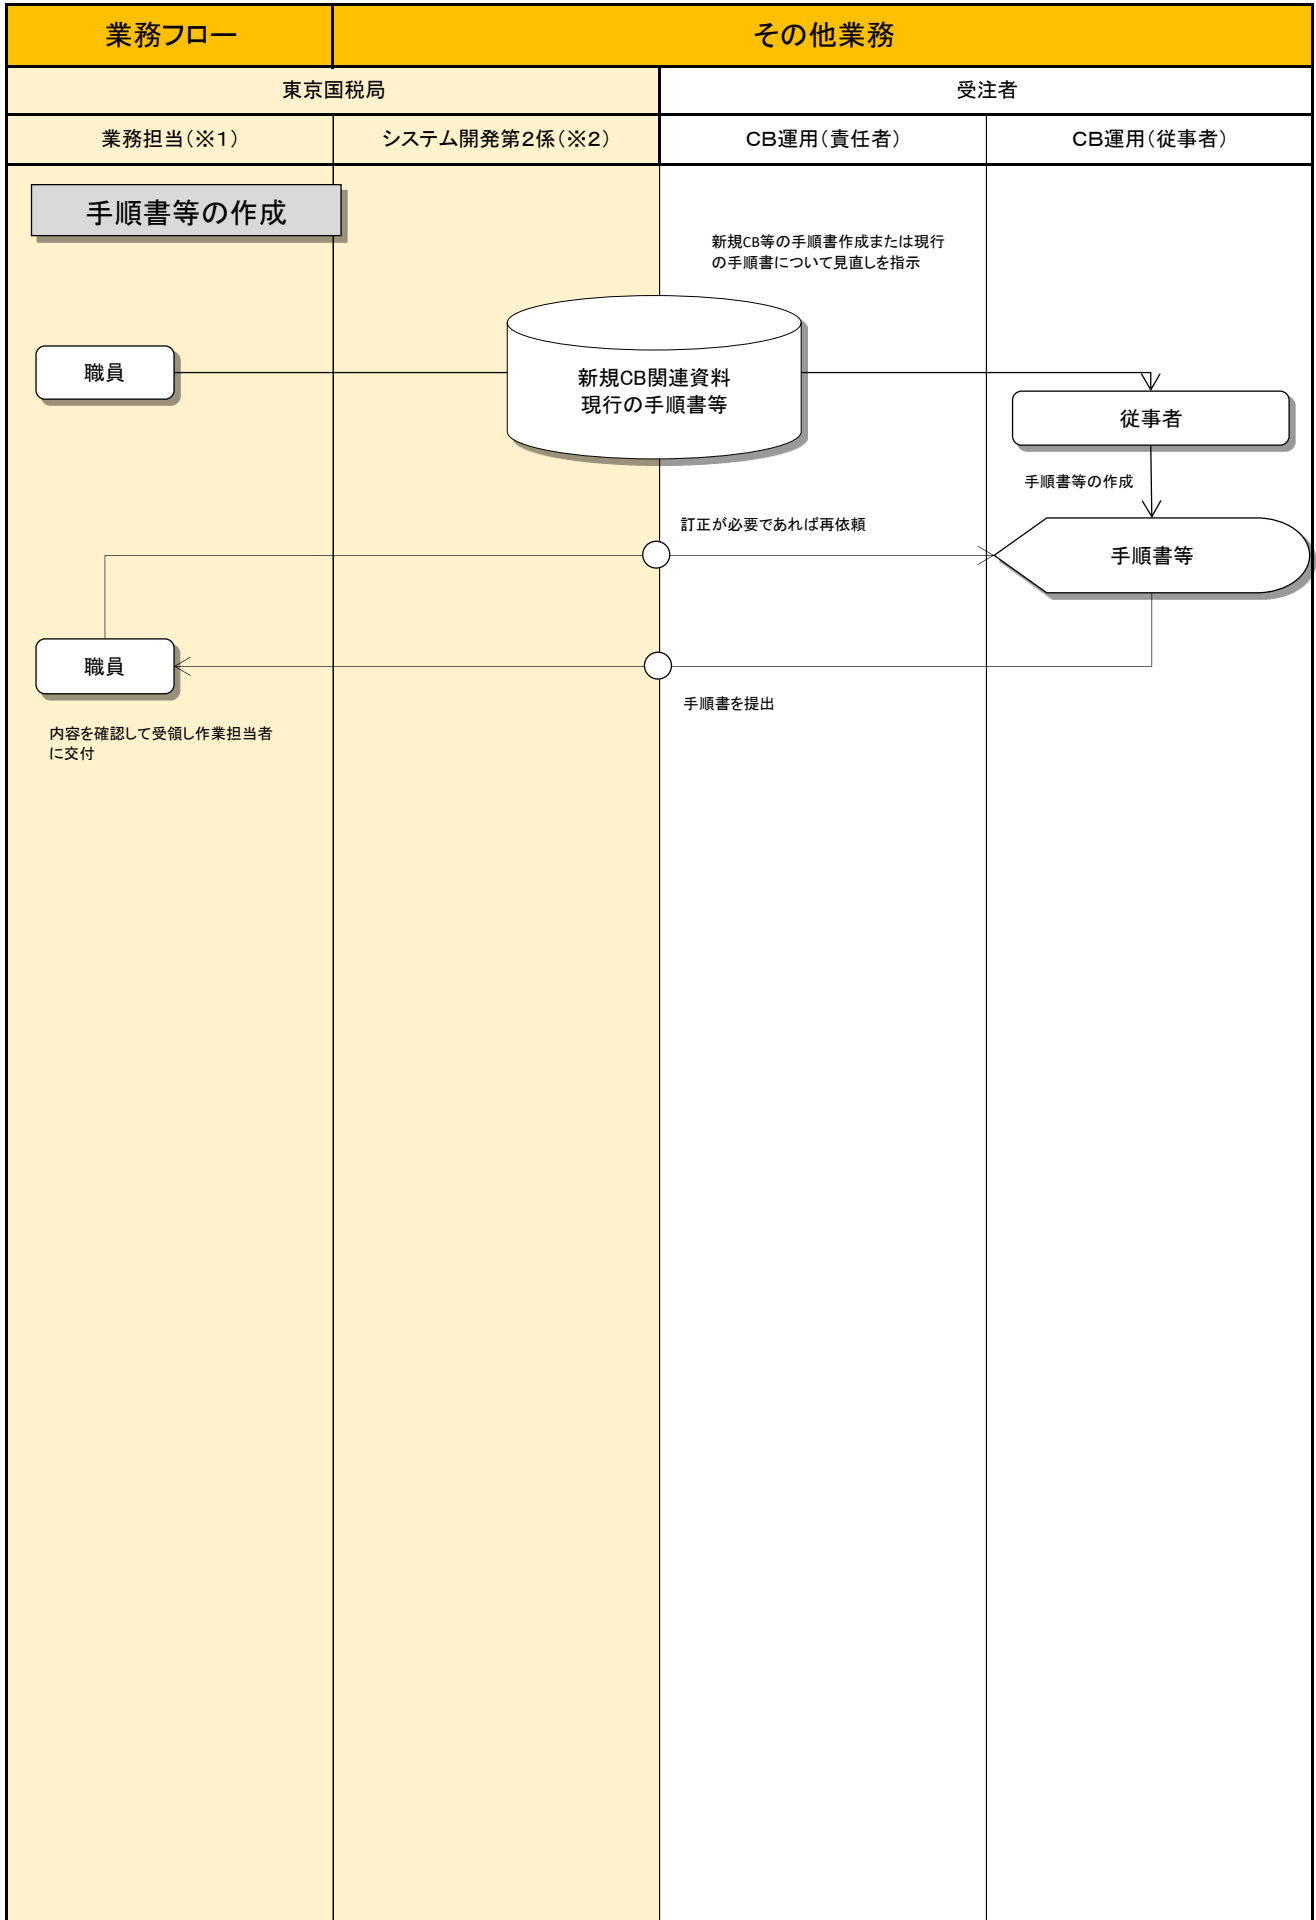 業務フロー
その他業務
東京国税局
受注者
業務担当(※1)
システム開発第2係(※2)
CB運用(責任者)
CB運用(従事者)
手順書等の作成
新規CB等の手順書作成または現行
の手順書について見直しを指示
職員
新規CB関連資料
現行の手順書等
従事者
手順書等の作成
訂正が必要であれば再依頼
手順書等
職員
手順書を提出
内容を確認して受領し作業担当者
に交付